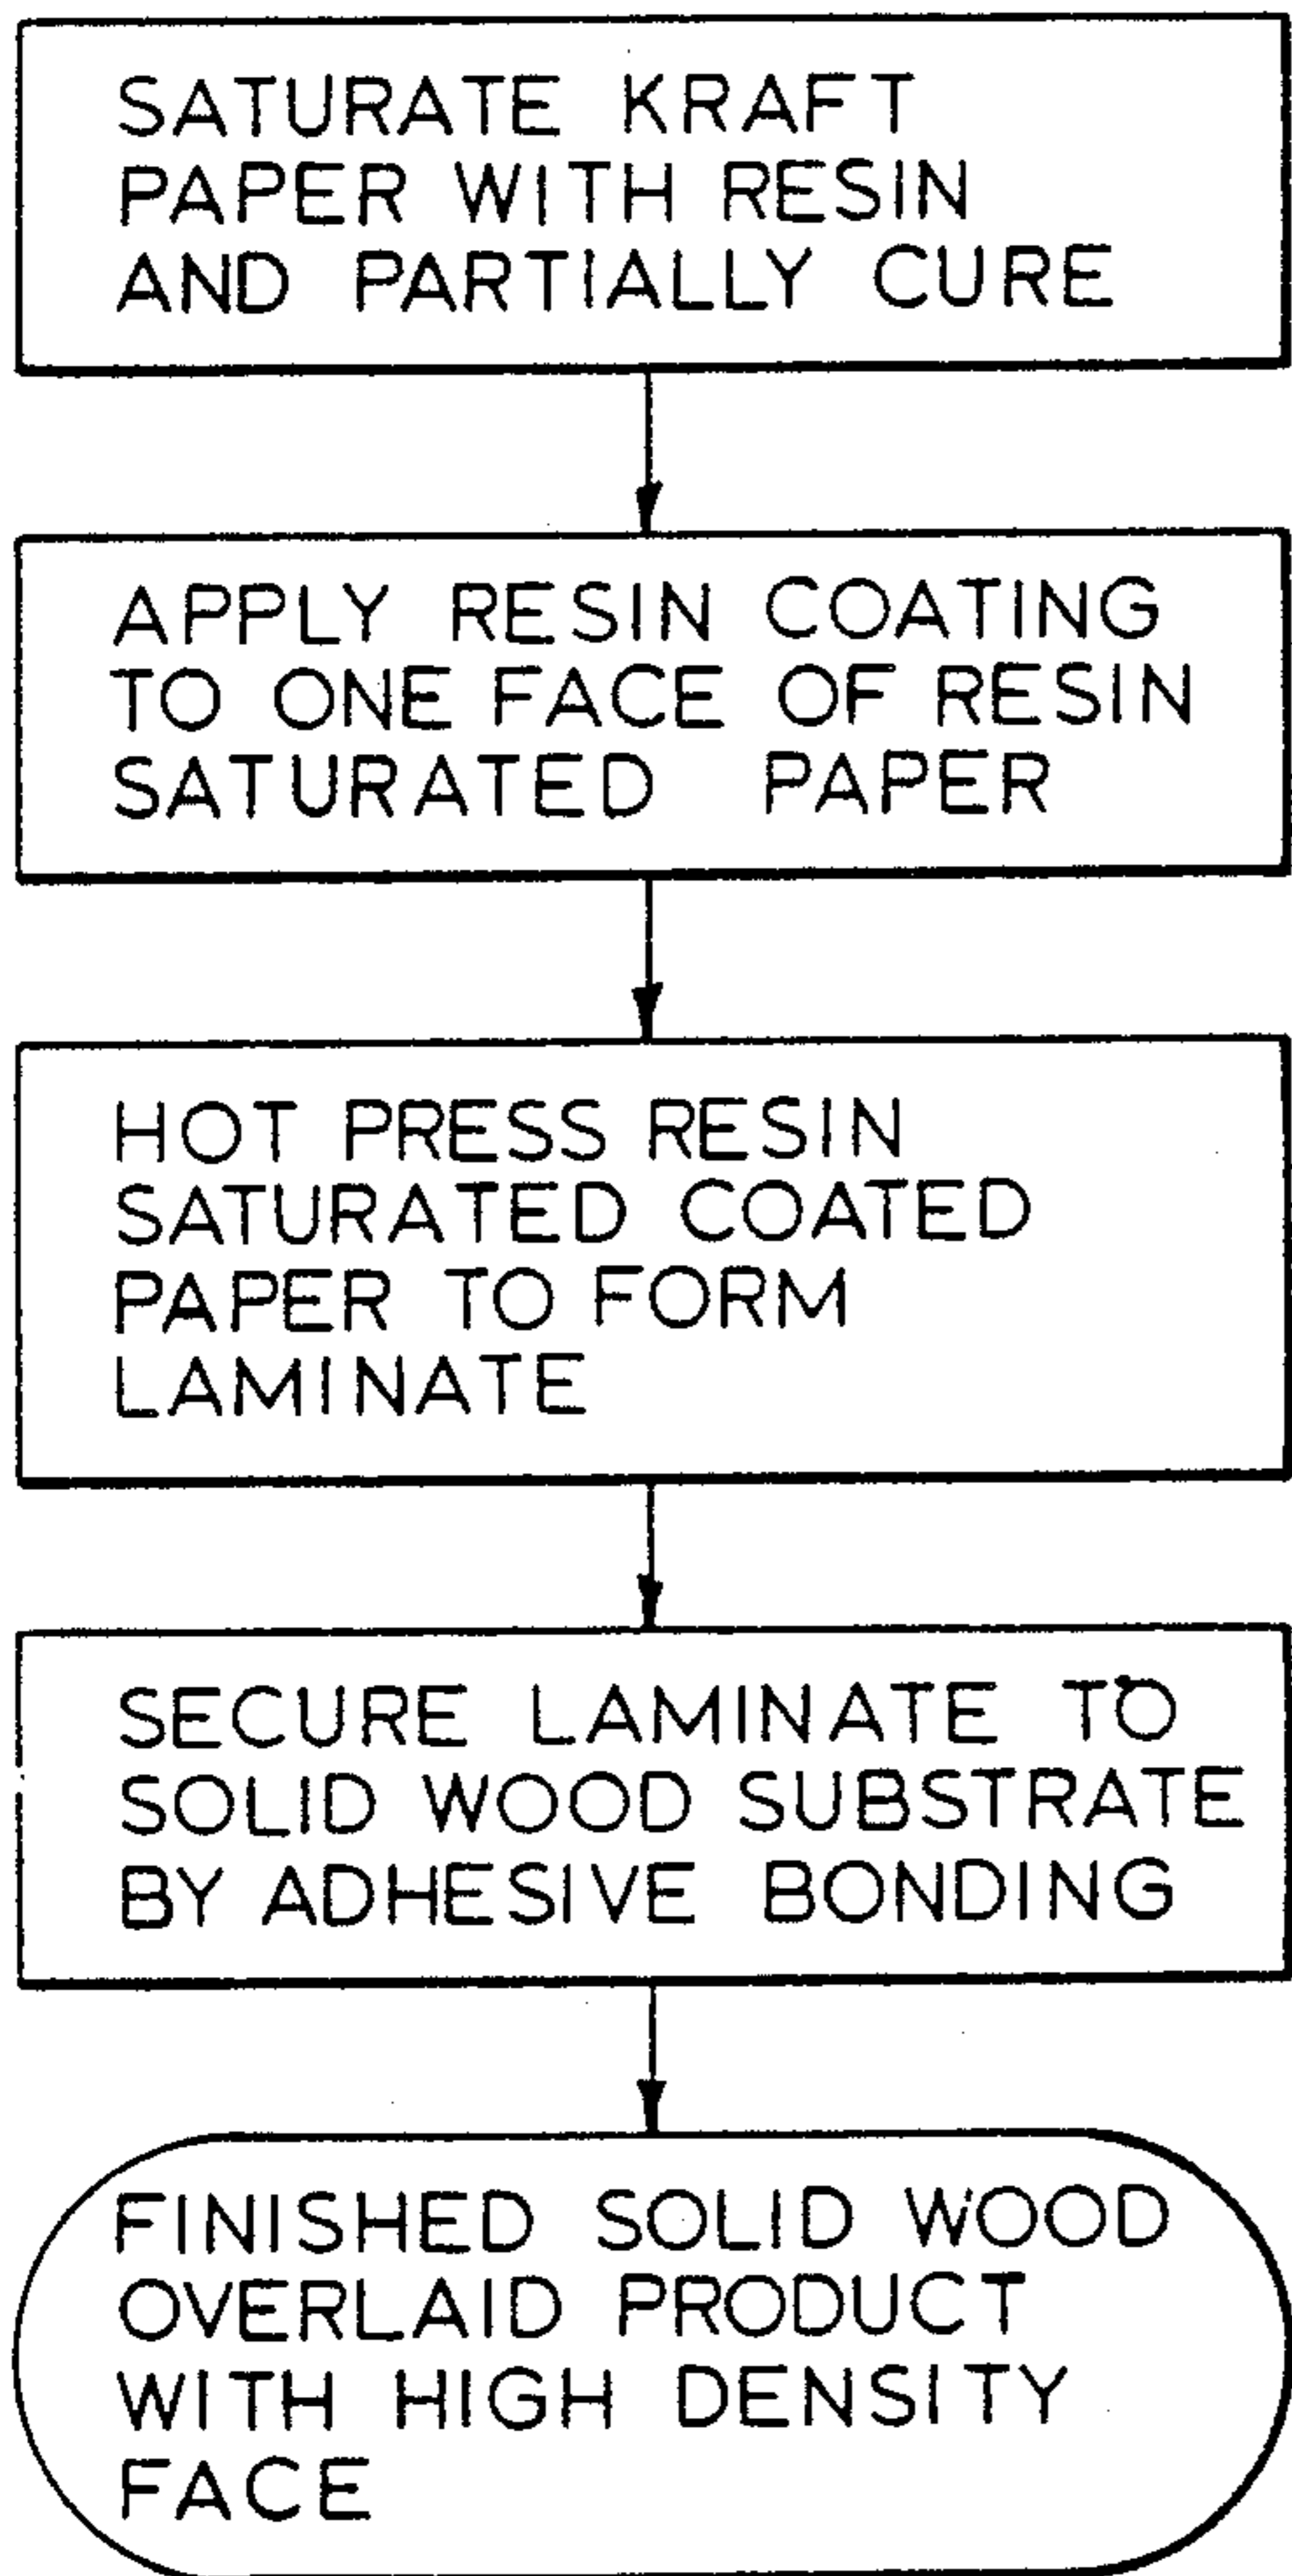 SATURATE KRAFT
PAPER WITH RESIN
AND PARTIALLY CURE
APPLY RESIN COATING
TO ONE FACE OF RESIN
SATURATED PAPER
HOT PRESS RESIN
SATURATED COATED
PAPER TO FORM
LAMINATE
SECURE LAMINATE TO
SOLID WOOD SUBSTRATE
BY ADHESIVE BONDING
FINISHED SOLID WOOD
OVERLAID PRODUCT
WITH HIGH DENSITY
FACE